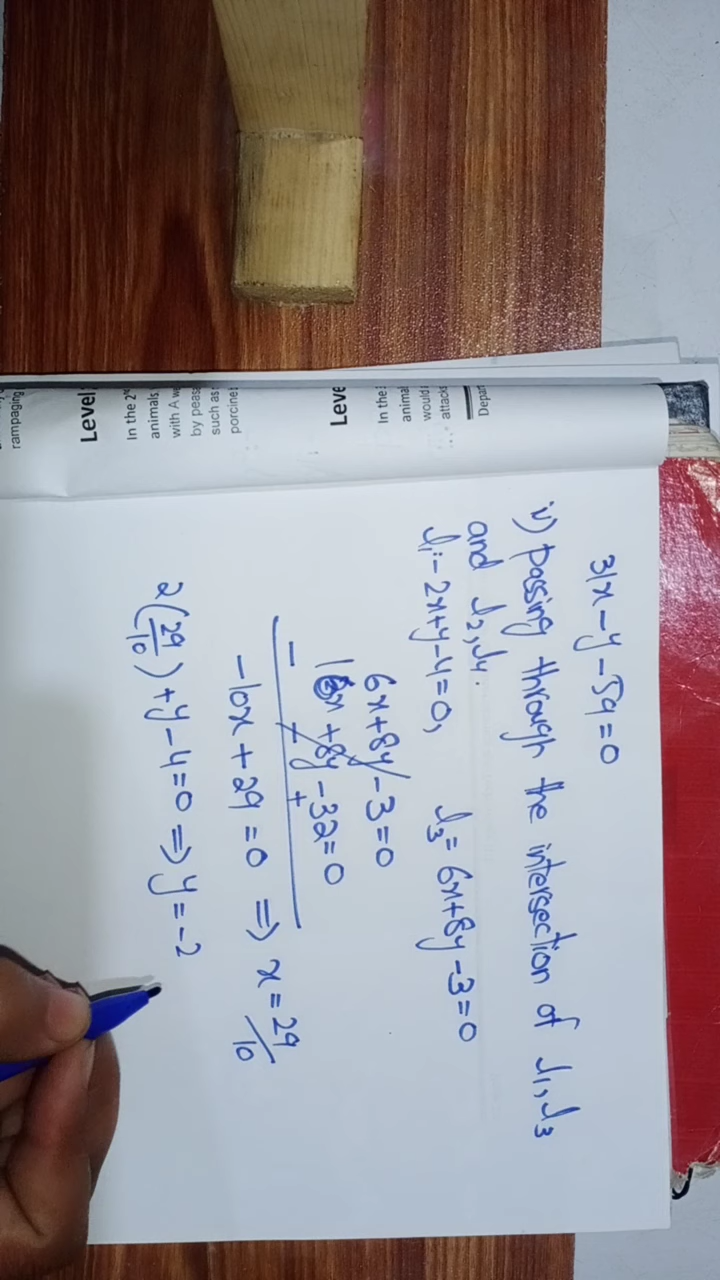 31x - y - 59 = 0
v) Passing through the intersection of l1, l3
and l2, l4.
l1 = 2x+y-4=0, l3 = 6x+8y-3=0
6x+8y-3=0
16x+8y-32=0
- - +
-10x + 29 = 0 ⇒ x = 29/10
2(29/10)+y-4=0 ⇒ y = -2
rampaging
Level
In the 2
animals
with A we
by peas
such as
porcine
Leve
In the
animal
would
attack
Depar